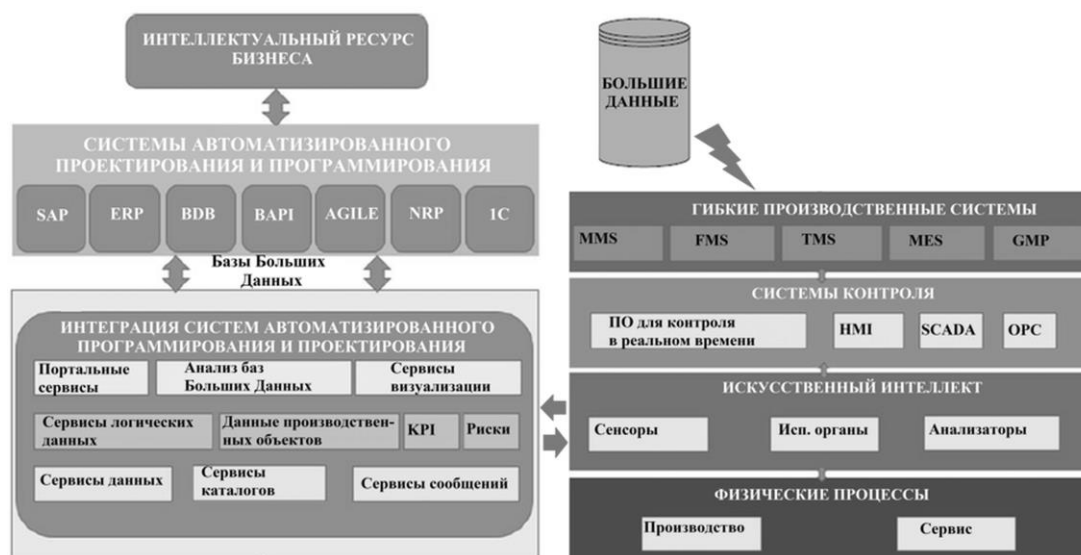 ИНТЕЛЛЕКТУАЛЬНЫЙ РЕСУРС
БИЗНЕСА
СИСТЕМЫ АВТОМАТИЗИРОВАННОГО
ПРОЕКТИРОВАНИЯ И ПРОГРАММИРОВАНИЯ
SAP
ERP
BDB
BAPI
AGILE
NRP
1C
Базы Больших
Данных
ИНТЕГРАЦИЯ СИСТЕМ АВТОМАТИЗИРОВАННОГО
ПРОГРАММИРОВАНИЯ И ПРОЕКТИРОВАНИЯ
Портальные
сервисы
Анализ баз
Больших Данных
Сервисы
визуализации
Сервисы логических
данных
Данные производствен-
ных объектов
KPI
Риски
Сервисы данных
Сервисы
каталогов
Сервисы сообщений
БОЛЬШИЕ
ДАННЫЕ
ГИБКИЕ ПРОИЗВОДСТВЕННЫЕ СИСТЕМЫ
MMS
FMS
TMS
MES
GMP
СИСТЕМЫ КОНТРОЛЯ
ПО для контроля
в реальном времени
HMI
SCADA
OPC
ИСКУССТВЕННЫЙ ИНТЕЛЛЕКТ
Сенсоры
Исп. органы
Анализаторы
ФИЗИЧЕСКИЕ ПРОЦЕССЫ
Производство
Сервис